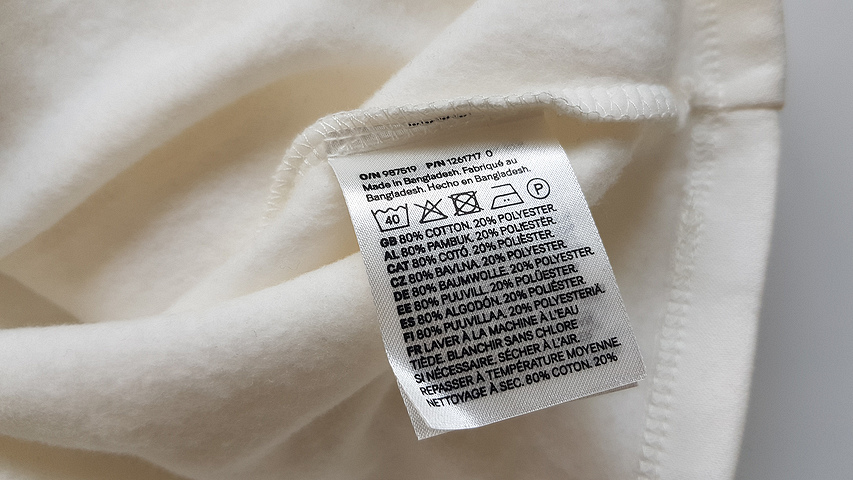 O/N 987519 P/N 1261717 0
Made in Bangladesh. Fabriqué au
Bangladesh. Hecho en Bangladesh.
40 P
GB 80% COTTON. 20% POLYESTER.
AL 80% PAMBUK. 20% POLIESTËR.
CAT 80% COTÓ. 20% POLIÈSTER.
CZ 80% BAVLNA. 20% POLYESTER.
DE 80% BAUMWOLLE. 20% POLYESTER.
EE 80% PUUVILL. 20% POLÜESTER.
ES 80% ALGODÓN. 20% POLIÉSTER.
FI 80% PUUVILLAA. 20% POLYESTERIÄ.
FR LAVER À LA MACHINE À L'EAU
TIÈDE. BLANCHIR SANS CHLORE
SI NÉCESSAIRE. SÉCHER À L'AIR.
REPASSER À TEMPÉRATURE MOYENNE.
NETTOYAGE À SEC. 80% COTON. 20%